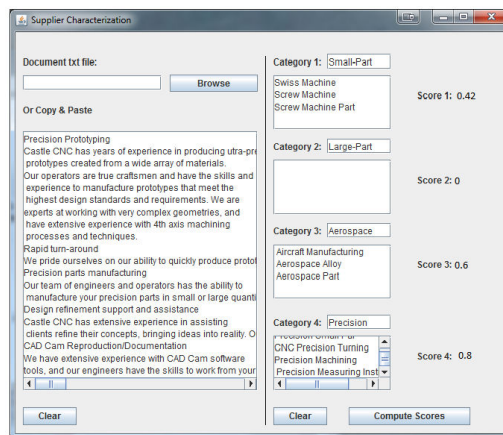 Supplier Characterization
Document txt file:
Browse
Or Copy & Paste
Precision Prototyping
Castle CNC has years of experience in producing utra-pre
prototypes created from a wide array of materials.
Our operators are true craftsmen and have the skills and
experience to manufacture prototypes that meet the
highest design standards and requirements. We are
experts at working with very complex geometries, and
have extensive experience with 4th axis machining
processes and techniques.
Rapid turn-around
We pride ourselves on our ability to quickly produce protot
Precision parts manufacturing
Our team of engineers and operators has the ability to
manufacture your precision parts in small or large quanti
Design refinement support and assistance
Castle CNC has extensive experience in assisting
clients refine their concepts, bringing ideas into reality. O
CAD Cam Reproduction/Documentation
We have extensive experience with CAD Cam software
tools, and our engineers have the skills to work from your
Clear
Category 1: Small-Part
Swiss Machine
Screw Machine
Screw Machine Part
Score 1: 0.42
Category 2: Large-Part
Score 2: 0
Category 3: Aerospace
Aircraft Manufacturing
Aerospace Alloy
Aerospace Part
Score 3: 0.6
Category 4: Precision
CNC Precision Turning
Precision Machining
Precision Measuring Inst
Score 4: 0.8
Clear
Compute Scores